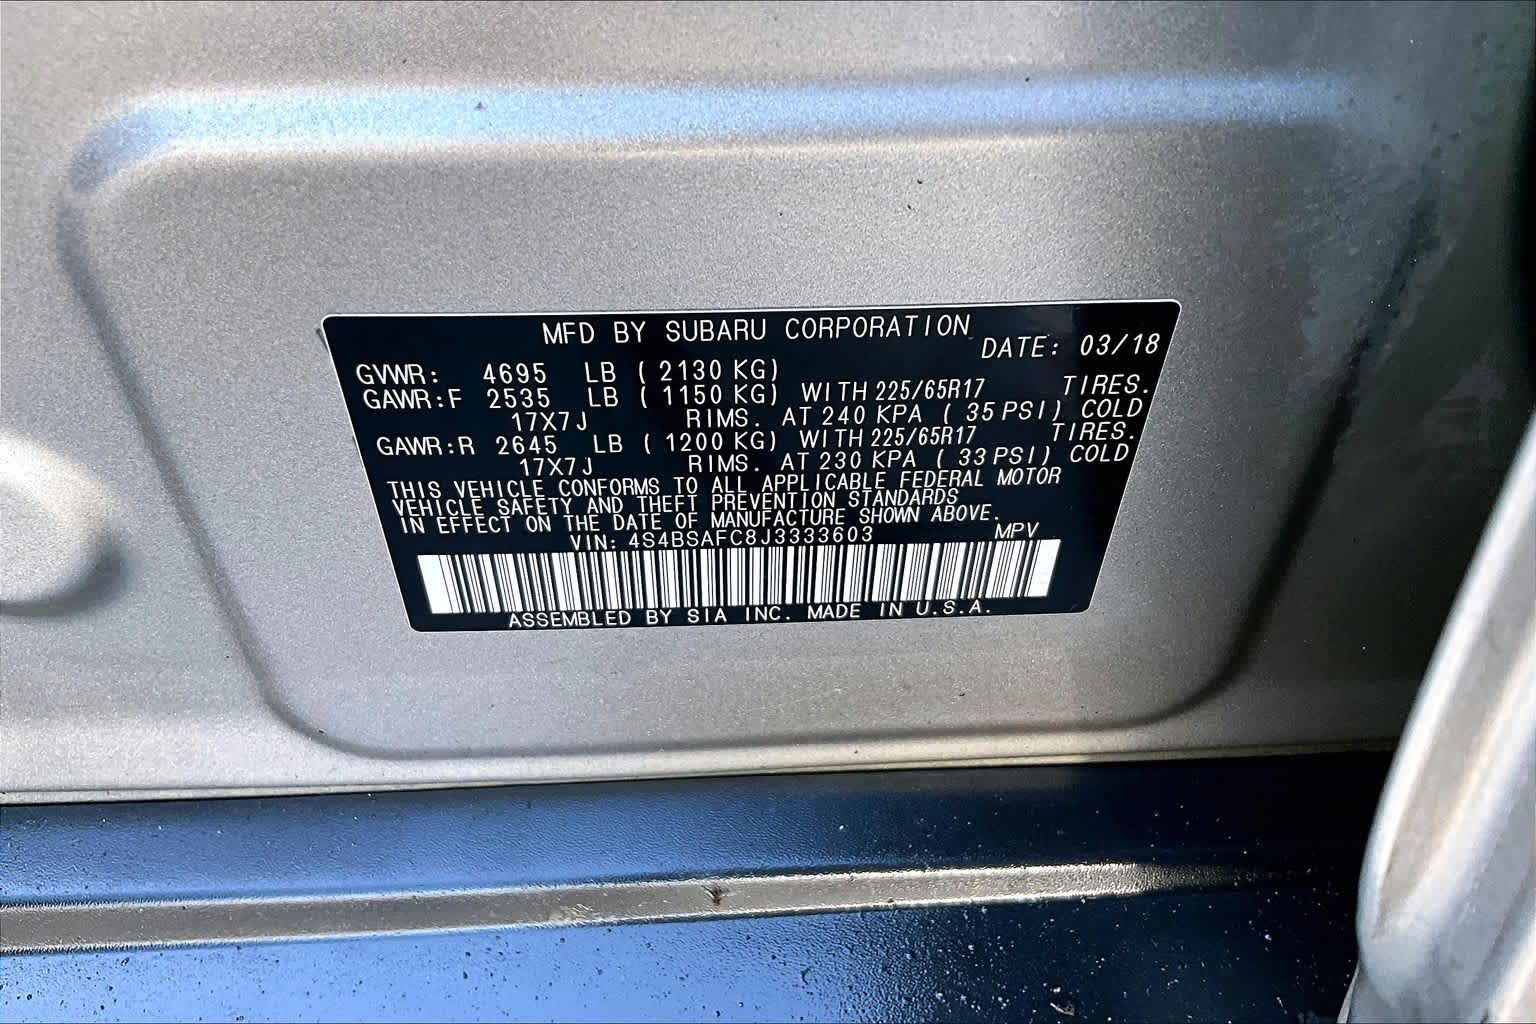 MFD BY SUBARU CORPORATION
DATE: 03/18
GVWR: 4695 LB ( 2130 KG)
GAWR:F 2535 LB ( 1150 KG) WITH 225/65R17 TIRES.
17X7J RIMS. AT 240 KPA ( 35 PSI) COLD
GAWR:R 2645 LB ( 1200 KG) WITH 225/65R17 TIRES.
17X7J RIMS. AT 230 KPA ( 33 PSI) COLD
THIS VEHICLE CONFORMS TO ALL APPLICABLE FEDERAL MOTOR
VEHICLE SAFETY AND THEFT PREVENTION STANDARDS
IN EFFECT ON THE DATE OF MANUFACTURE SHOWN ABOVE.
VIN: 4S4BSAFC8J3333603 MPV
ASSEMBLED BY SIA INC. MADE IN U.S.A.